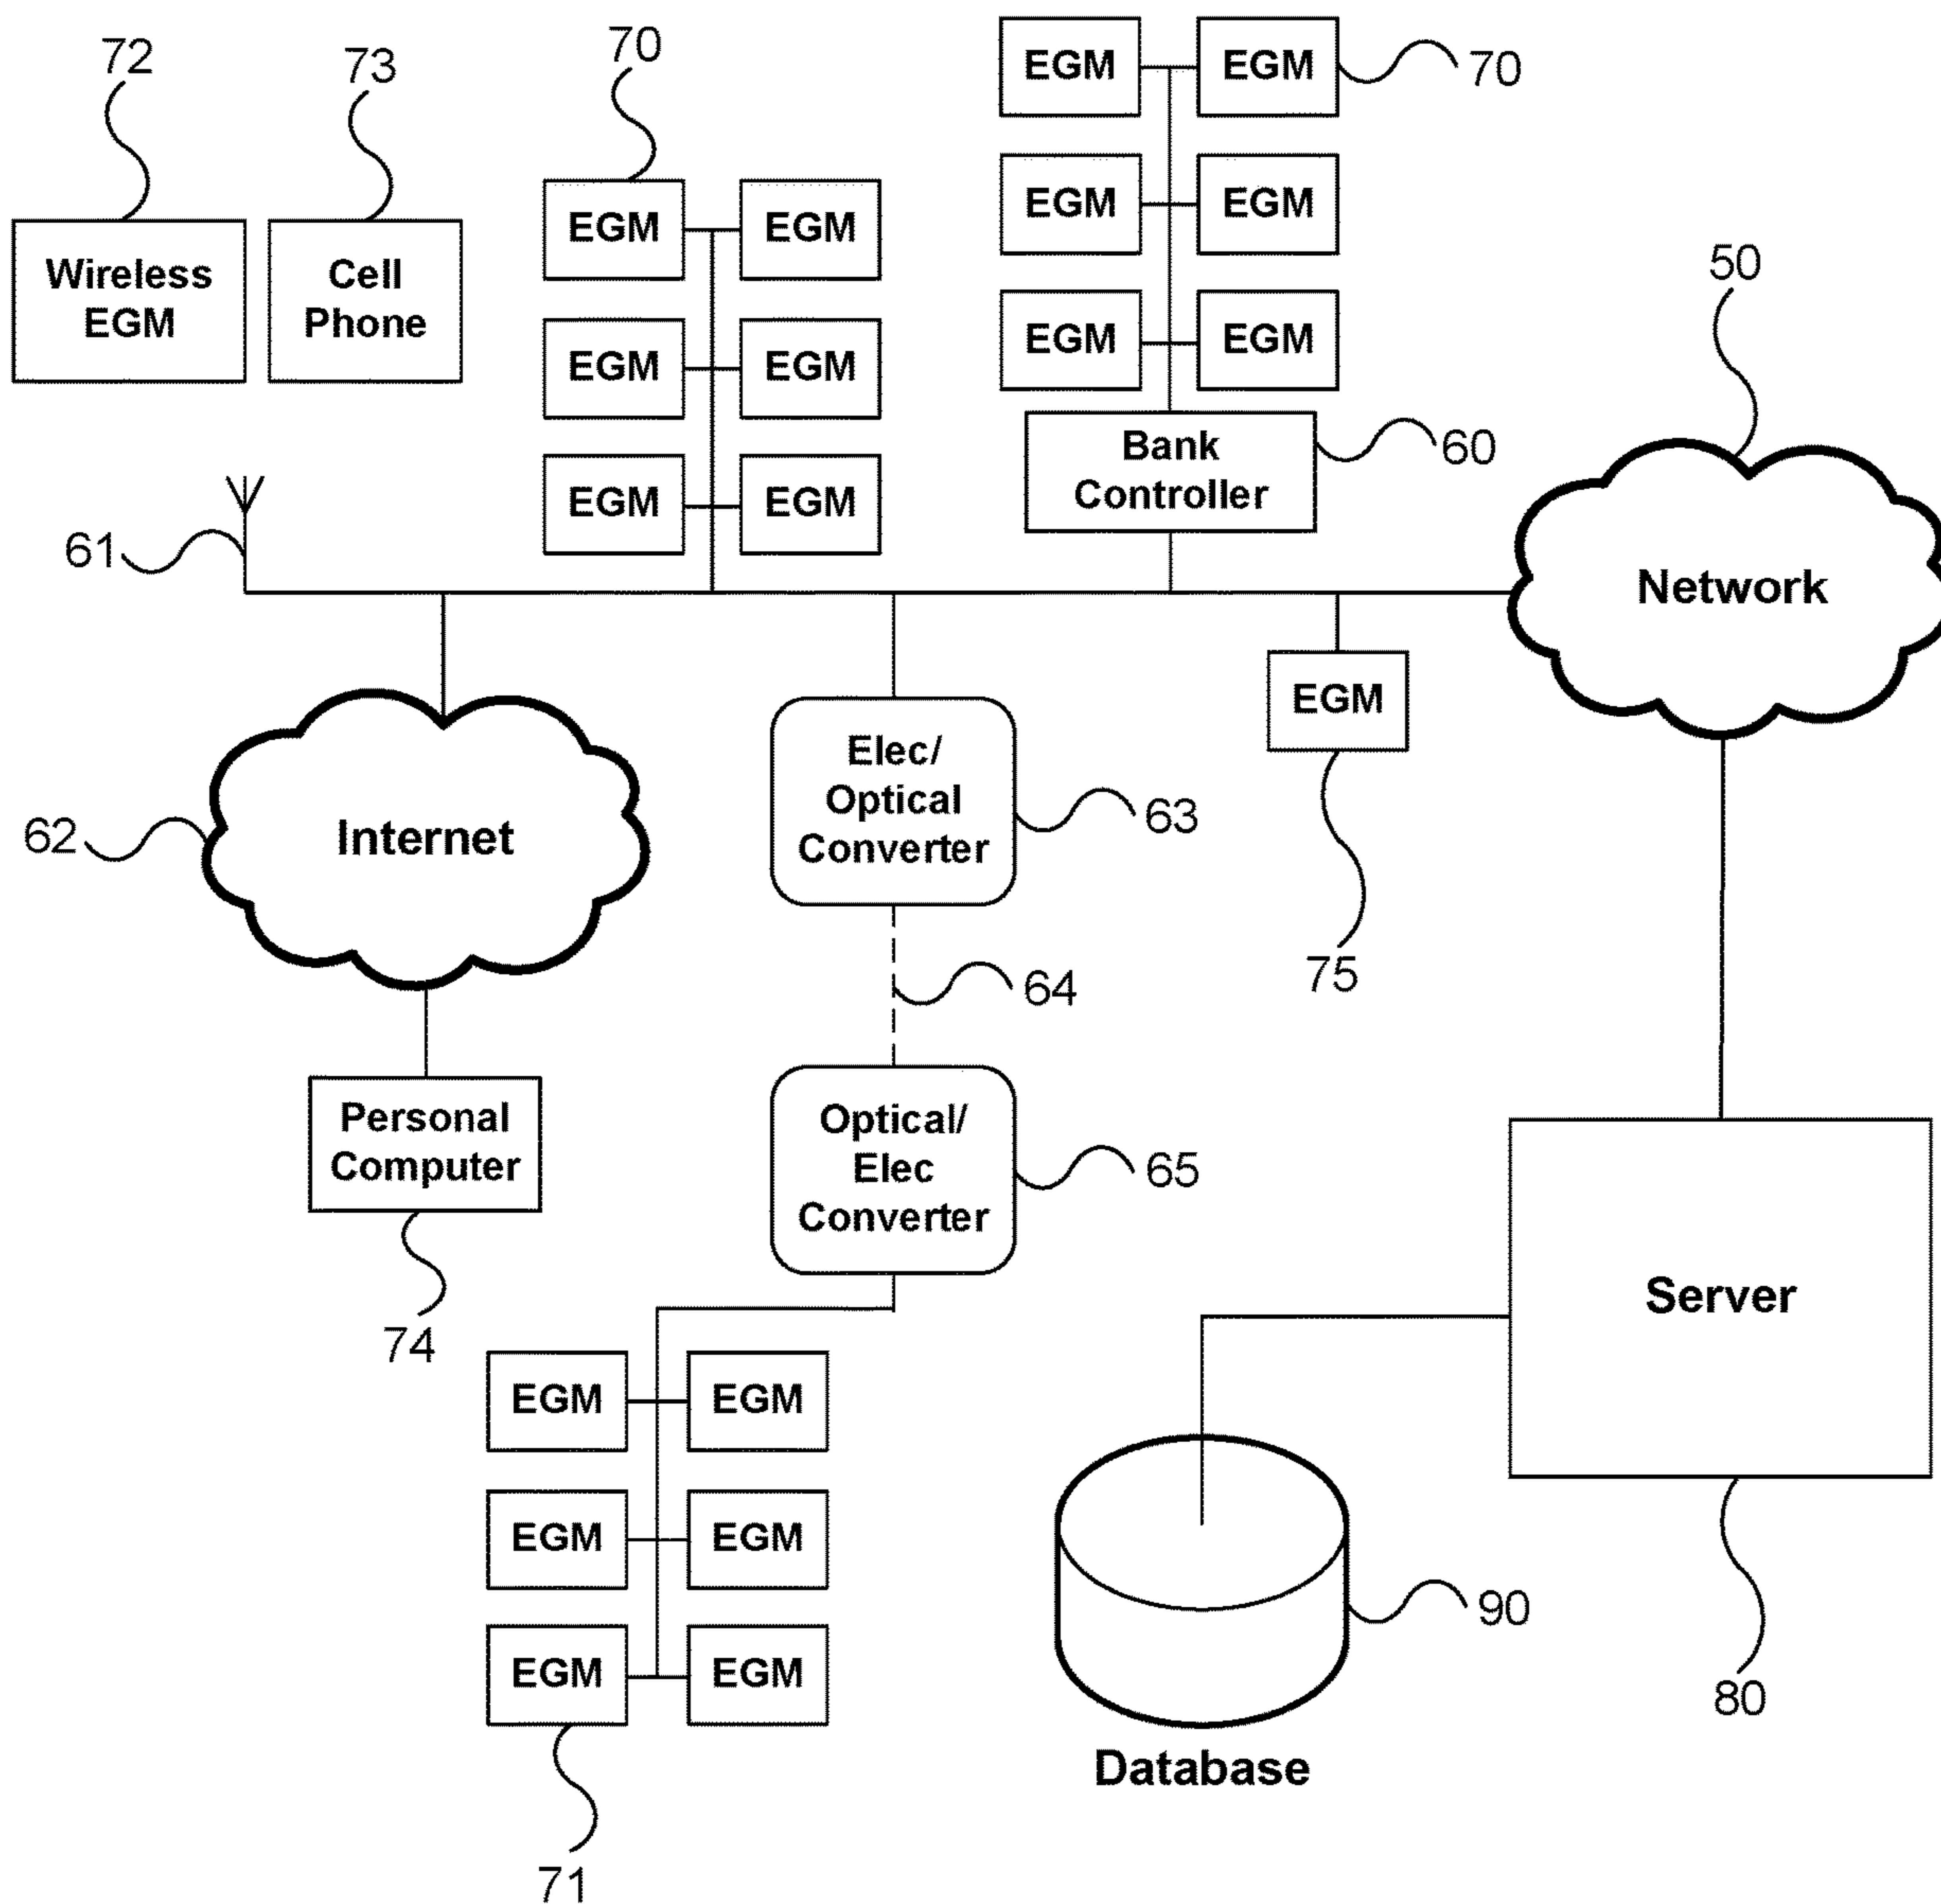 72
73
70
EGM
EGM
70
Wireless
EGM
Cell
Phone
EGM
EGM
EGM
EGM
EGM
EGM
EGM
EGM
EGM
EGM
50
Bank
Controller
60
61
Network
Internet
62
Elec/
Optical
Converter
63
EGM
75
64
Personal
Computer
74
Optical/
Elec
Converter
65
Server
80
EGM
EGM
EGM
EGM
EGM
EGM
71
90
Database